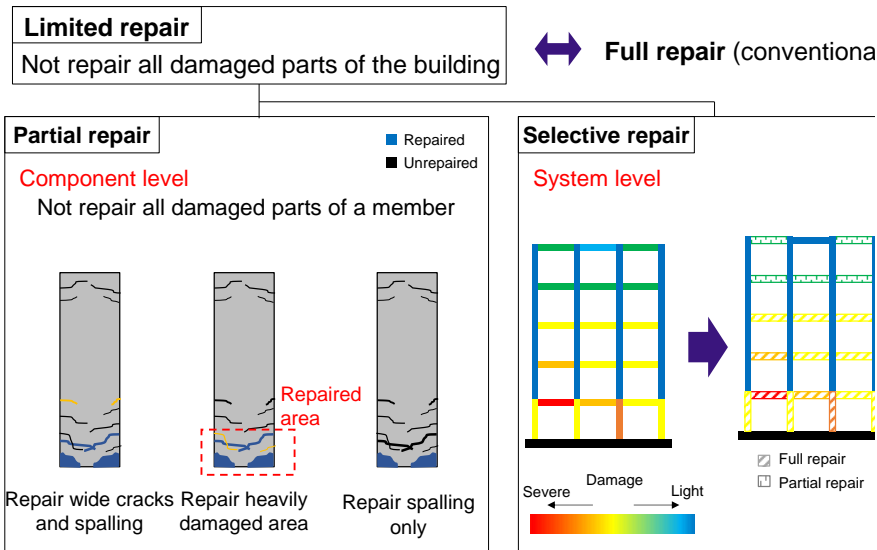 Limited repair
Not repair all damaged parts of the building
Full repair (conventiona
Partial repair
Repaired
Unrepaired
Component level
Not repair all damaged parts of a member
Repaired
area
Repair wide cracks
and spalling
Repair heavily
damaged area
Repair spalling
only
Selective repair
System level
Full repair
Partial repair
Damage
Severe
Light